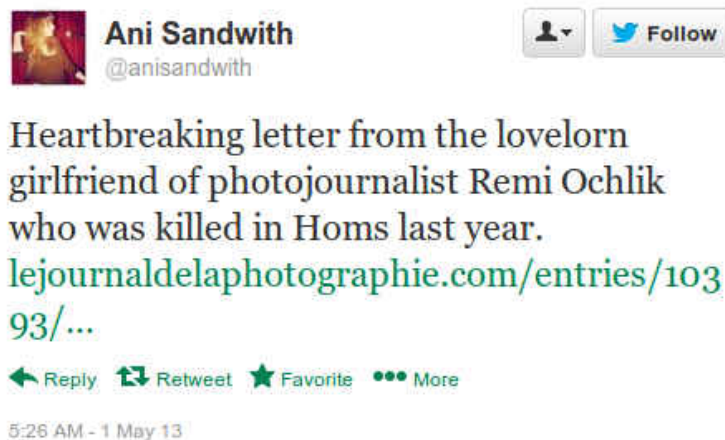 Ani Sandwith
@anisandwith
Follow
Heartbreaking letter from the lovelorn
girlfriend of photojournalist Remi Ochlik
who was killed in Homs last year.
lejournaldelaphotographie.com/entries/103
93/...
Reply Retweet Favorite More
5:26 AM - 1 May 13